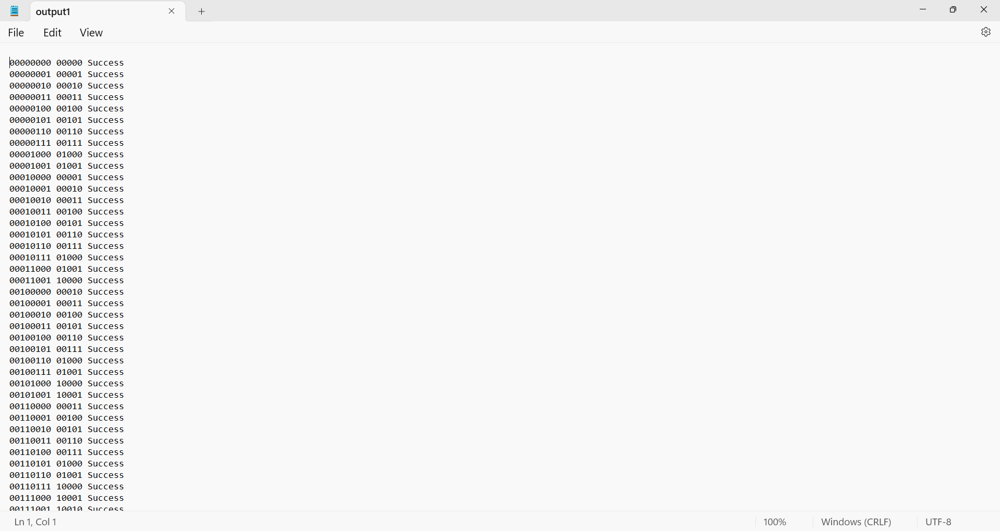 output1
File Edit View
00000000 00000 Success
00000001 00001 Success
00000010 00010 Success
00000011 00011 Success
00000100 00100 Success
00000101 00101 Success
00000110 00110 Success
00000111 00111 Success
00001000 01000 Success
00001001 01001 Success
00010000 00001 Success
00010001 00010 Success
00010010 00011 Success
00010011 00100 Success
00010100 00101 Success
00010101 00110 Success
00010110 00111 Success
00010111 01000 Success
00011000 01001 Success
00011001 10000 Success
00100000 00010 Success
00100001 00011 Success
00100010 00100 Success
00100011 00101 Success
00100100 00110 Success
00100101 00111 Success
00100110 01000 Success
00100111 01001 Success
00101000 10000 Success
00101001 10001 Success
00110000 00011 Success
00110001 00100 Success
00110010 00101 Success
00110011 00110 Success
00110100 00111 Success
00110101 01000 Success
00110110 01001 Success
00110111 10000 Success
00111000 10001 Success
00111001 10010 Success
Ln 1, Col 1 100% Windows (CRLF) UTF-8